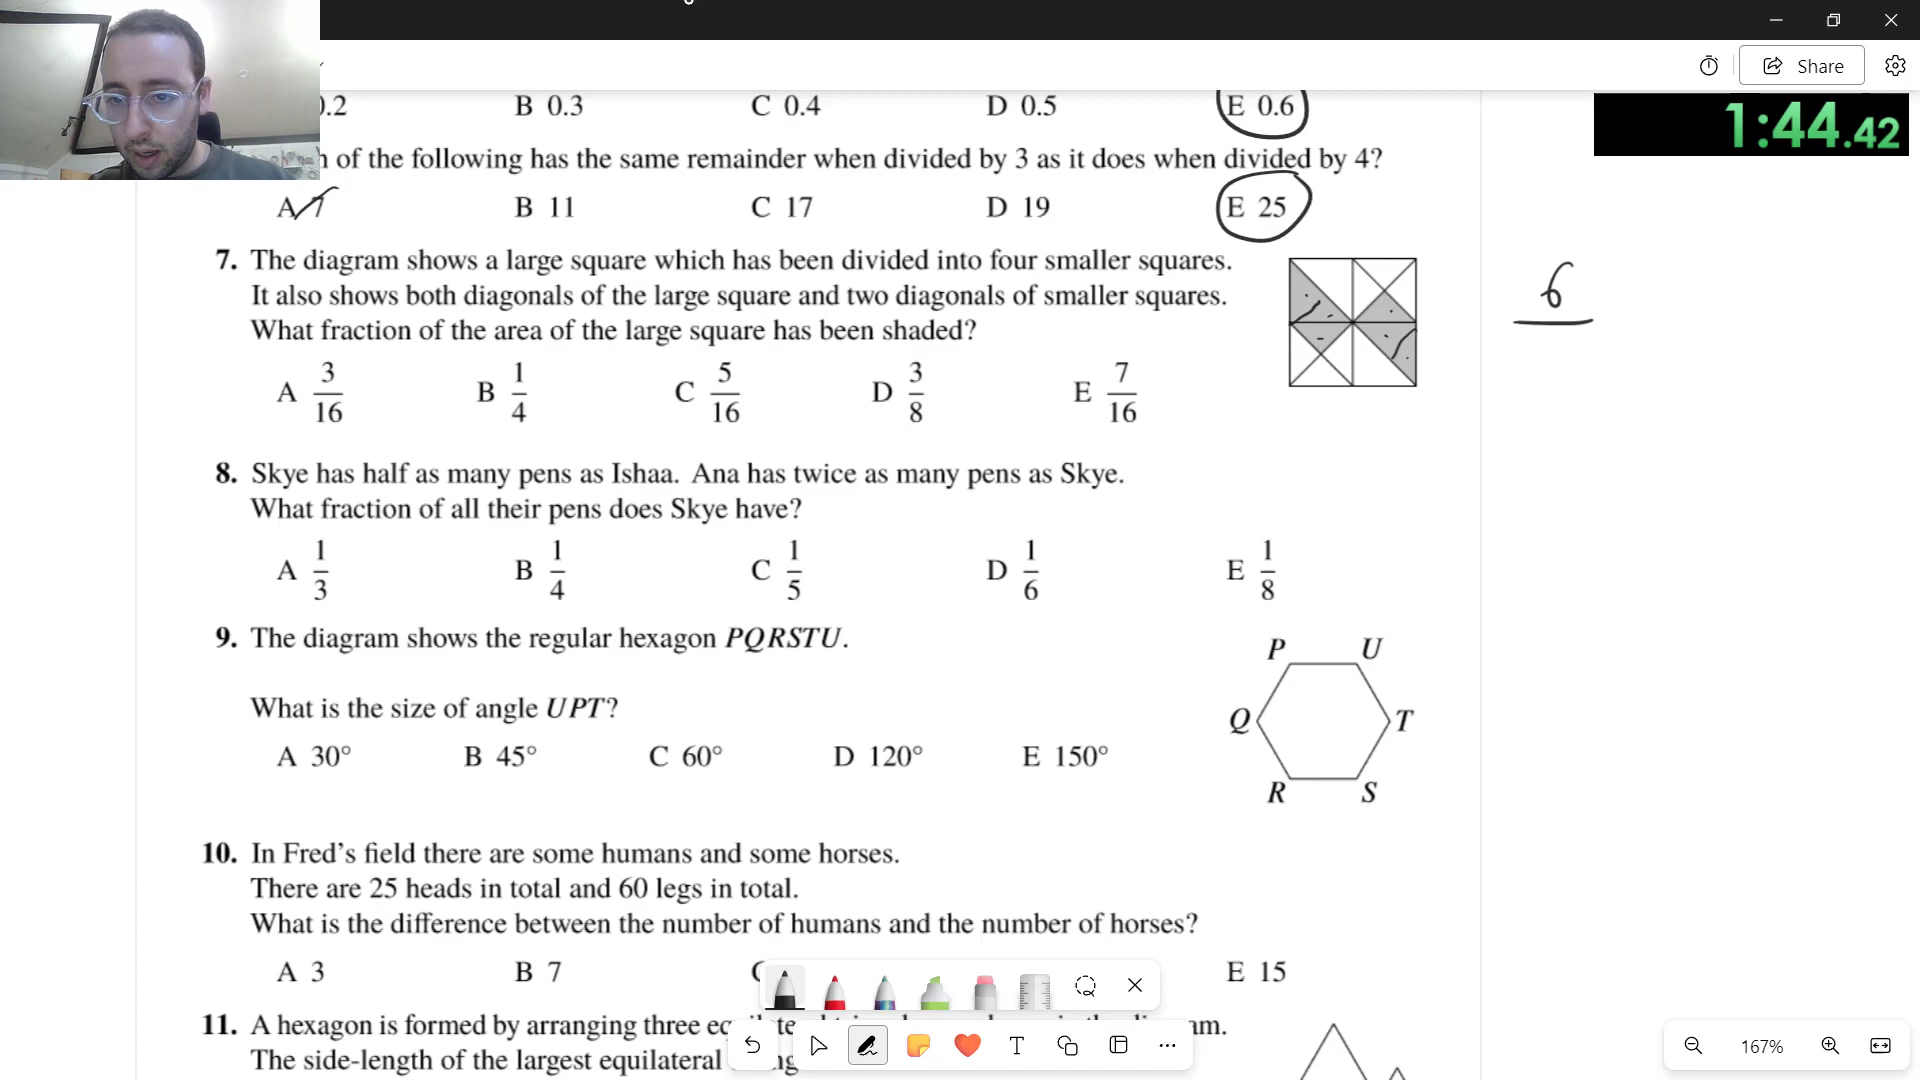 Share
1:44.42
0.2 B 0.3 C 0.4 D 0.5 E 0.6
of the following has the same remainder when divided by 3 as it does when divided by 4?
A 7 B 11 C 17 D 19 E 25
7. The diagram shows a large square which has been divided into four smaller squares.
It also shows both diagonals of the large square and two diagonals of smaller squares.
What fraction of the area of the large square has been shaded?
6
A 3/16 B 1/4 C 5/16 D 3/8 E 7/16
8. Skye has half as many pens as Ishaa. Ana has twice as many pens as Skye.
What fraction of all their pens does Skye have?
A 1/3 B 1/4 C 1/5 D 1/6 E 1/8
9. The diagram shows the regular hexagon PQRSTU.
P U
What is the size of angle UPT?
Q T
A 30° B 45° C 60° D 120° E 150°
R S
10. In Fred's field there are some humans and some horses.
There are 25 heads in total and 60 legs in total.
What is the difference between the number of humans and the number of horses?
A 3 B 7 E 15
11. A hexagon is formed by arranging three
The side-length of the largest equilateral
167%